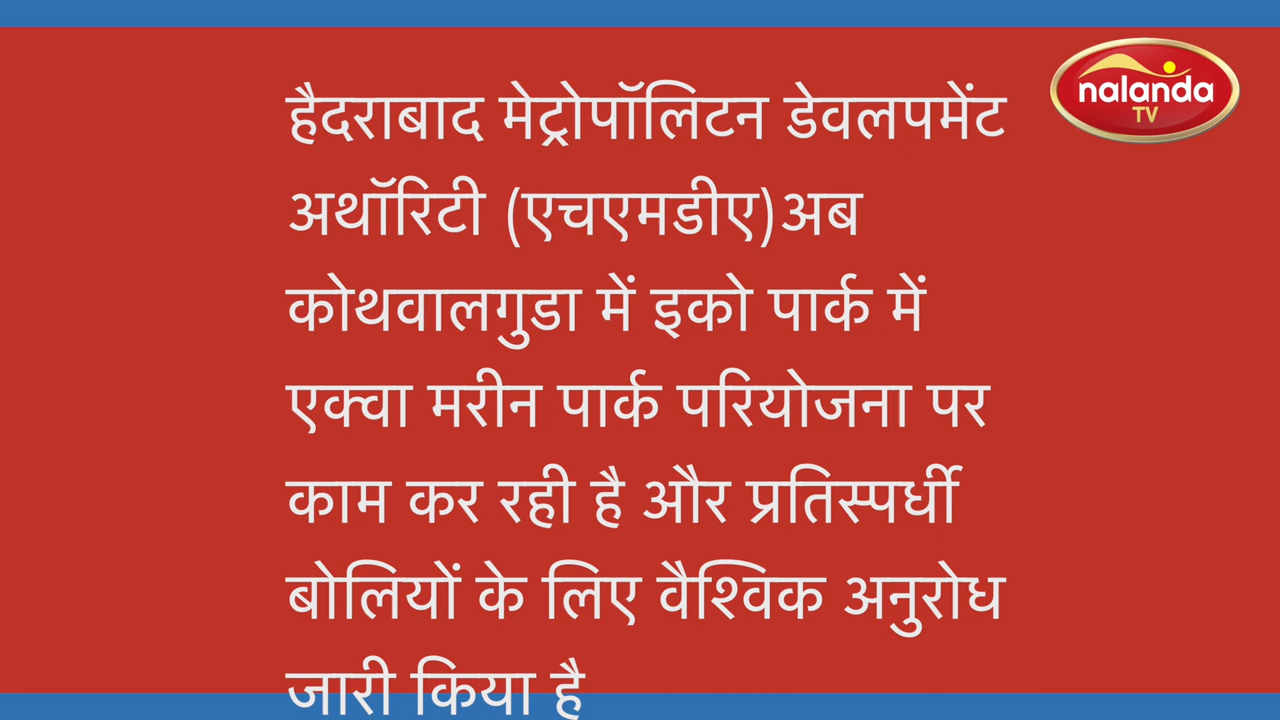 nalanda
TV
हैदराबाद मेट्रोपॉलिटन डेवलपमेंट
अथॉरिटी (एचएमडीए)अब
कोथवालगुडा में इको पार्क में
एक्वा मरीन पार्क परियोजना पर
काम कर रही है और प्रतिस्पर्धी
बोलियों के लिए वैश्विक अनुरोध
जारी किया है